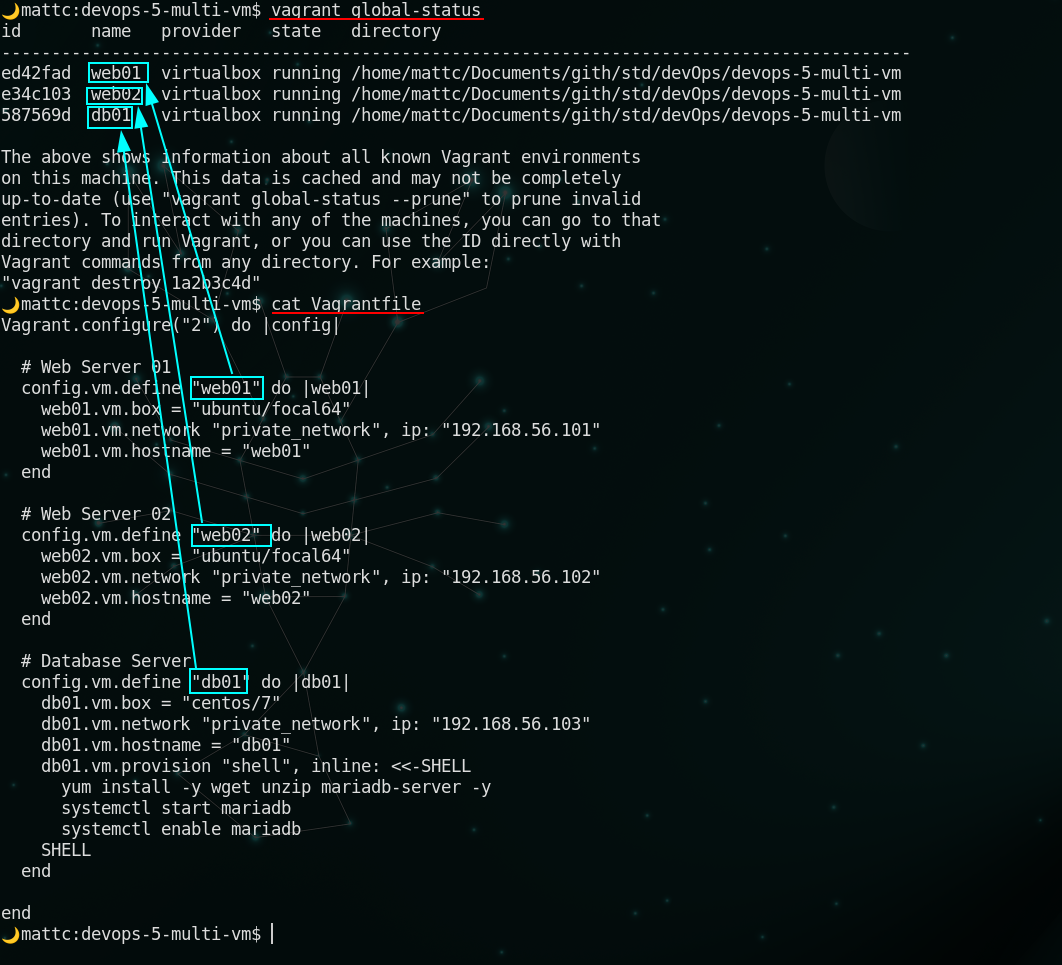 🌙mattc:devops-5-multi-vm$ vagrant global-status
id       name   provider   state   directory
-------------------------------------------------------------------------------------------
ed42fad  web01  virtualbox running /home/mattc/Documents/gith/std/devOps/devops-5-multi-vm
e34c103  web02  virtualbox running /home/mattc/Documents/gith/std/devOps/devops-5-multi-vm
587569d  db01   virtualbox running /home/mattc/Documents/gith/std/devOps/devops-5-multi-vm

The above shows information about all known Vagrant environments
on this machine. This data is cached and may not be completely
up-to-date (use "vagrant global-status --prune" to prune invalid
entries). To interact with any of the machines, you can go to that
directory and run Vagrant, or you can use the ID directly with
Vagrant commands from any directory. For example:
"vagrant destroy 1a2b3c4d"
🌙mattc:devops-5-multi-vm$ cat Vagrantfile
Vagrant.configure("2") do |config|

  # Web Server 01
  config.vm.define "web01" do |web01|
    web01.vm.box = "ubuntu/focal64"
    web01.vm.network "private_network", ip: "192.168.56.101"
    web01.vm.hostname = "web01"
  end

  # Web Server 02
  config.vm.define "web02" do |web02|
    web02.vm.box = "ubuntu/focal64"
    web02.vm.network "private_network", ip: "192.168.56.102"
    web02.vm.hostname = "web02"
  end

  # Database Server
  config.vm.define "db01" do |db01|
    db01.vm.box = "centos/7"
    db01.vm.network "private_network", ip: "192.168.56.103"
    db01.vm.hostname = "db01"
    db01.vm.provision "shell", inline: <<-SHELL
      yum install -y wget unzip mariadb-server -y
      systemctl start mariadb
      systemctl enable mariadb
    SHELL
  end

end
🌙mattc:devops-5-multi-vm$